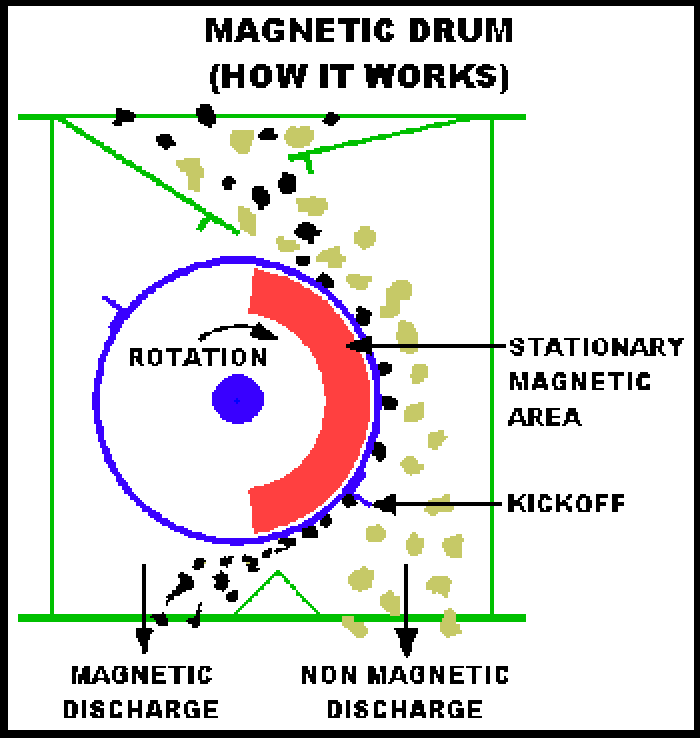 MAGNETIC DRUM
(HOW IT WORKS)
ROTATION
STATIONARY
MAGNETIC
AREA
KICKOFF
MAGNETIC
DISCHARGE
NON MAGNETIC
DISCHARGE